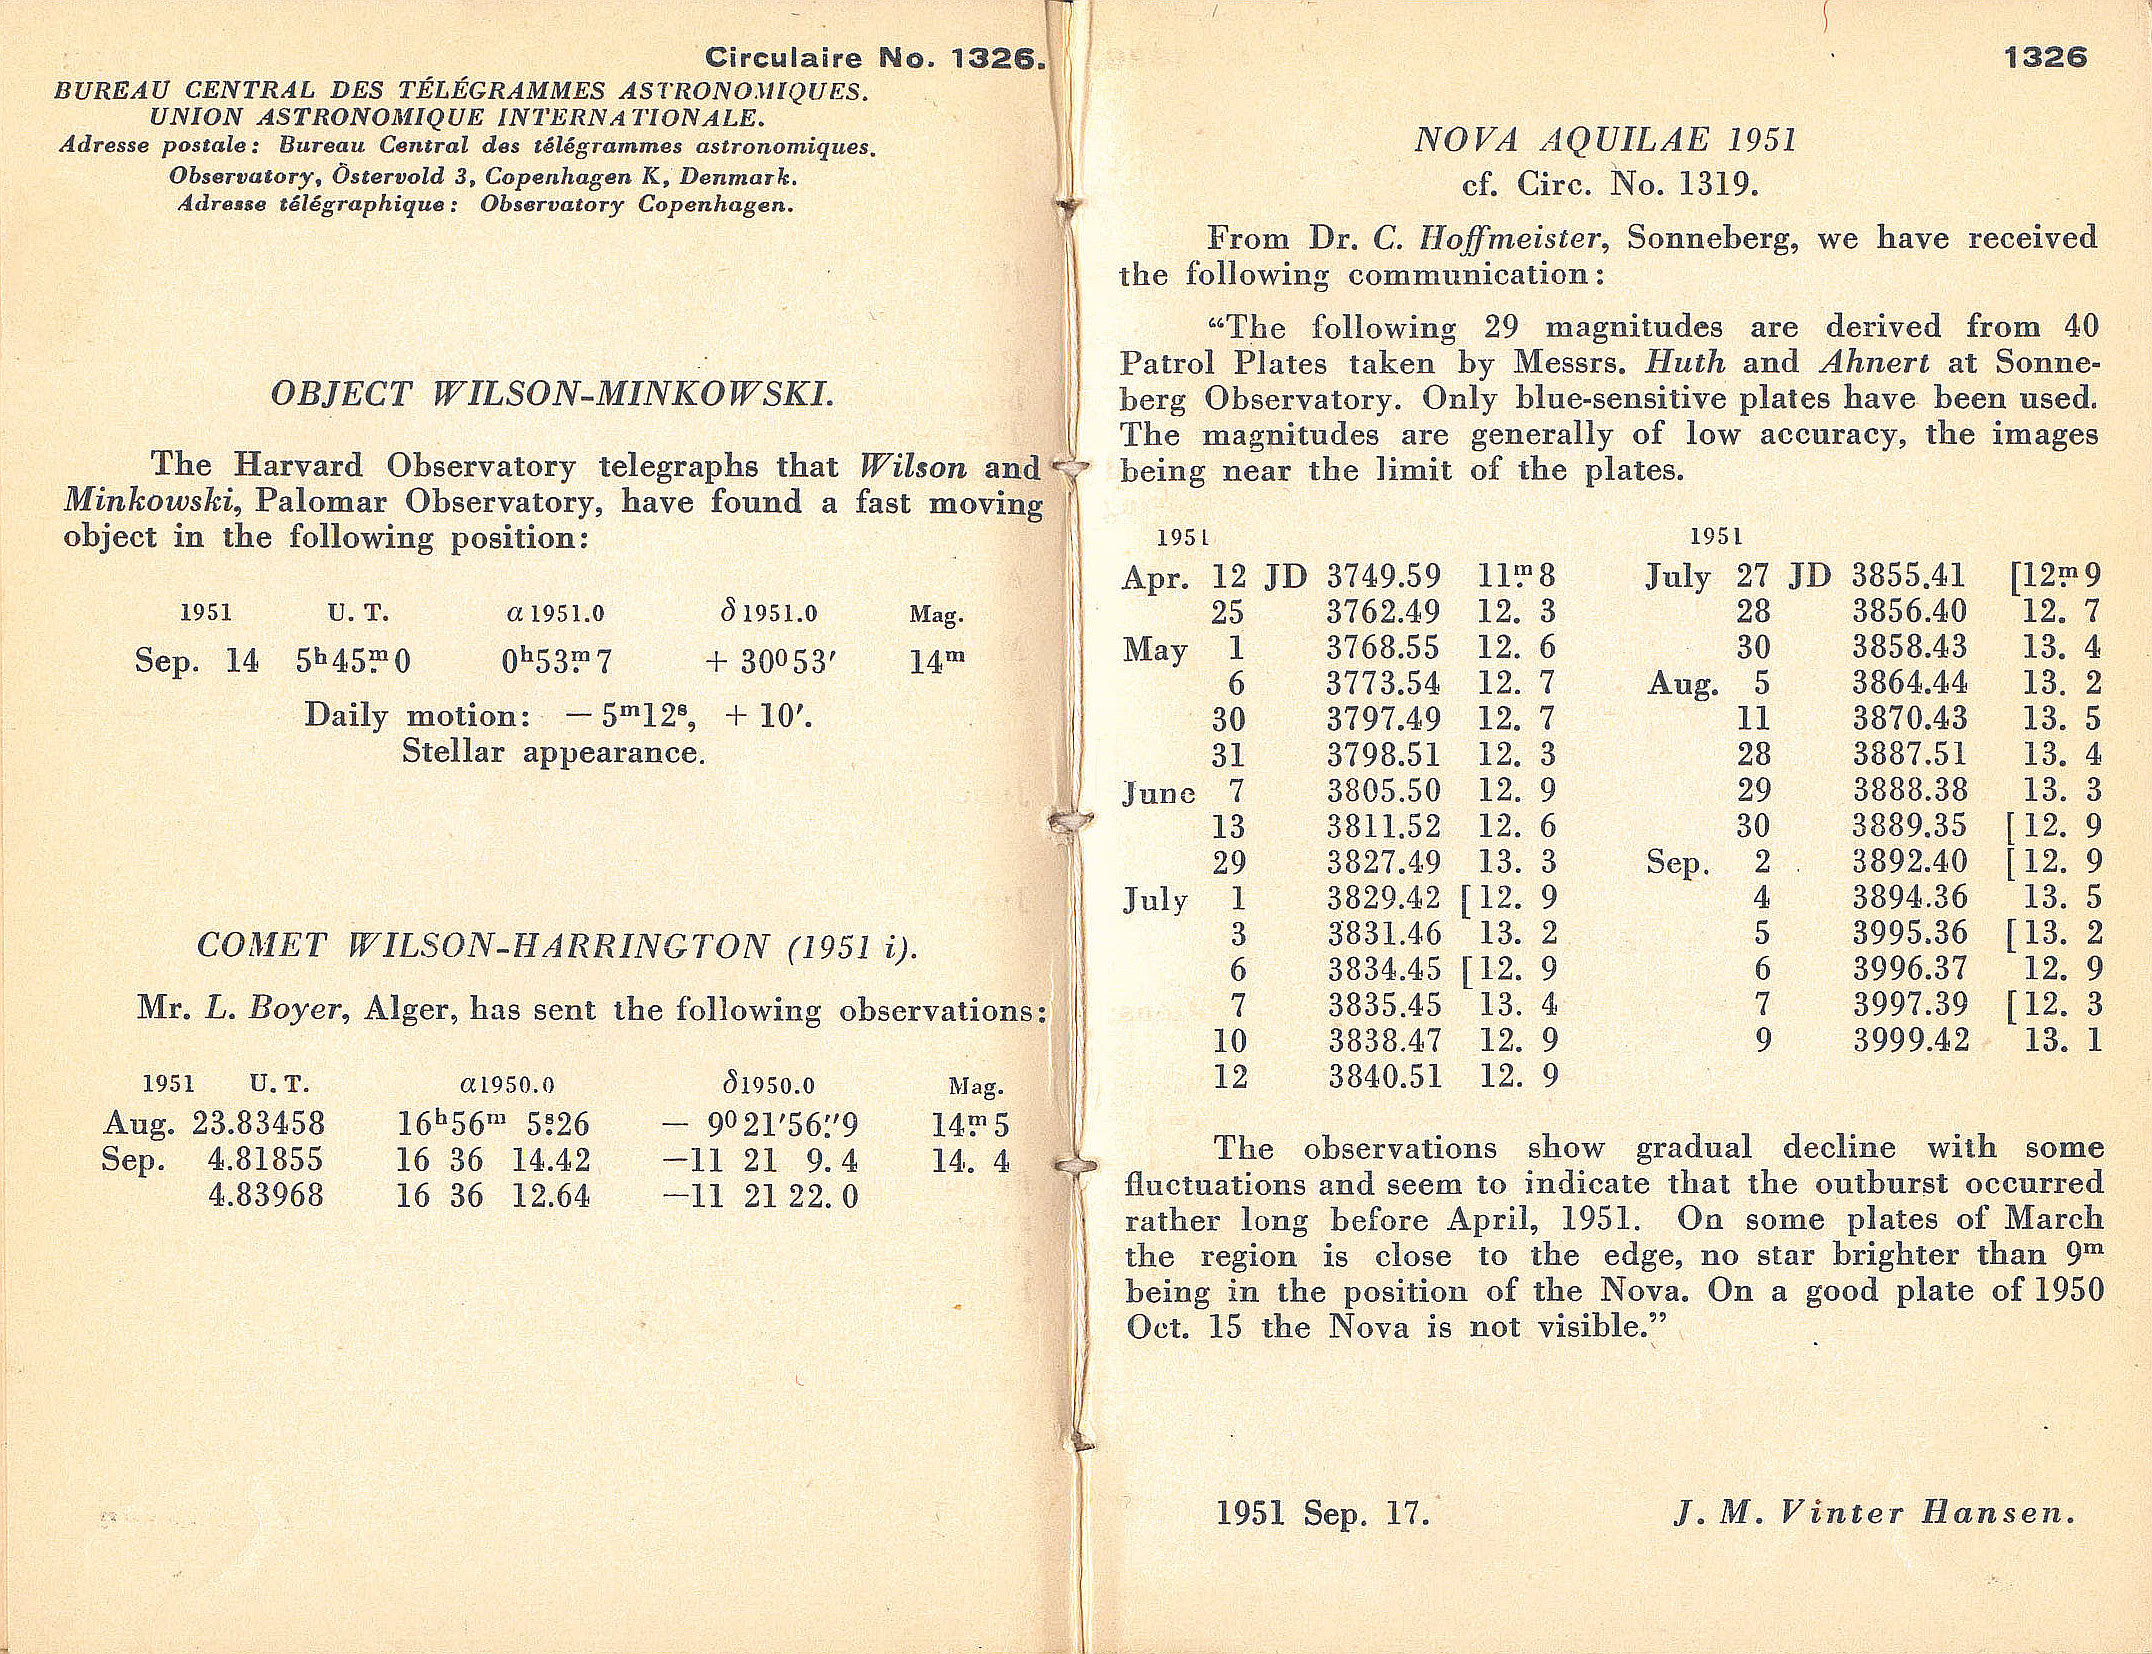 Circulaire No. 1326.
BUREAU CENTRAL DES TÉLÉGRAMMES ASTRONOMIQUES.
UNION ASTRONOMIQUE INTERNATIONALE.
Adresse postale: Bureau Central des télégrammes astronomiques.
Observatory, Östervold 3, Copenhagen K, Denmark.
Adresse télégraphique: Observatory Copenhagen.
OBJECT WILSON-MINKOWSKI.
The Harvard Observatory telegraphs that Wilson and
Minkowski, Palomar Observatory, have found a fast moving
object in the following position:
1951 U. T. α 1951.0 δ 1951.0 Mag.
Sep. 14 5ʰ45ᵐ.0 0ʰ53ᵐ.7 + 30°53′ 14ᵐ
Daily motion: — 5ᵐ12ˢ, + 10′.
Stellar appearance.
COMET WILSON-HARRINGTON (1951 i).
Mr. L. Boyer, Alger, has sent the following observations:
1951 U. T. α1950.0 δ1950.0 Mag.
Aug. 23.83458 16ʰ56ᵐ 5ˢ.26 — 9°21′56″.9 14ᵐ.5
Sep. 4.81855 16 36 14.42 —11 21 9. 4 14. 4
4.83968 16 36 12.64 —11 21 22. 0
1326
NOVA AQUILAE 1951
cf. Circ. No. 1319.
From Dr. C. Hoffmeister, Sonneberg, we have received
the following communication:
“The following 29 magnitudes are derived from 40
Patrol Plates taken by Messrs. Huth and Ahnert at Sonne-
berg Observatory. Only blue-sensitive plates have been used.
The magnitudes are generally of low accuracy, the images
being near the limit of the plates.
1951 1951
Apr. 12 JD 3749.59 11ᵐ.8 July 27 JD 3855.41 [12ᵐ.9
25 3762.49 12. 3 28 3856.40 12. 7
May 1 3768.55 12. 6 30 3858.43 13. 4
6 3773.54 12. 7 Aug. 5 3864.44 13. 2
30 3797.49 12. 7 11 3870.43 13. 5
31 3798.51 12. 3 28 3887.51 13. 4
June 7 3805.50 12. 9 29 3888.38 13. 3
13 3811.52 12. 6 30 3889.35 [12. 9
29 3827.49 13. 3 Sep. 2 3892.40 [12. 9
July 1 3829.42 [12. 9 4 3894.36 13. 5
3 3831.46 13. 2 5 3995.36 [13. 2
6 3834.45 [12. 9 6 3996.37 12. 9
7 3835.45 13. 4 7 3997.39 [12. 3
10 3838.47 12. 9 9 3999.42 13. 1
12 3840.51 12. 9
The observations show gradual decline with some
fluctuations and seem to indicate that the outburst occurred
rather long before April, 1951. On some plates of March
the region is close to the edge, no star brighter than 9ᵐ
being in the position of the Nova. On a good plate of 1950
Oct. 15 the Nova is not visible.”
1951 Sep. 17. J. M. Vinter Hansen.